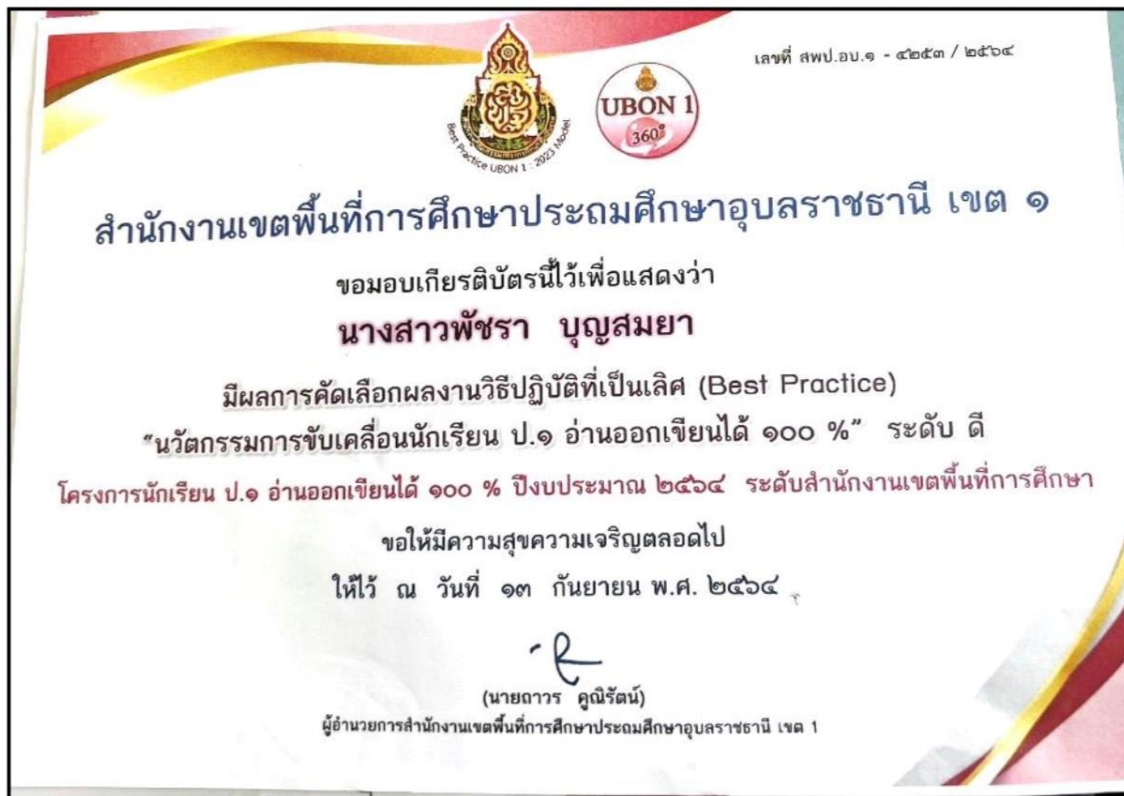 เลขที่ สพป.อบ.๑ - ๔๒๕๓ / ๒๕๖๔
UBON 1
360°
Best Practice UBON 1 : 2023 Model
สำนักงานเขตพื้นที่การศึกษาประถมศึกษาอุบลราชธานี เขต ๑
ขอมอบเกียรติบัตรนี้ไว้เพื่อแสดงว่า
นางสาวพัชรา บุญสมยา
มีผลการคัดเลือกผลงานวิธีปฏิบัติที่เป็นเลิศ (Best Practice)
"นวัตกรรมการขับเคลื่อนนักเรียน ป.๑ อ่านออกเขียนได้ ๑๐๐ %" ระดับ ดี
โครงการนักเรียน ป.๑ อ่านออกเขียนได้ ๑๐๐ % ปีงบประมาณ ๒๕๖๔ ระดับสำนักงานเขตพื้นที่การศึกษา
ขอให้มีความสุขความเจริญตลอดไป
ให้ไว้ ณ วันที่ ๑๓ กันยายน พ.ศ. ๒๕๖๔
(นายถาวร คูณิรัตน์)
ผู้อำนวยการสำนักงานเขตพื้นที่การศึกษาประถมศึกษาอุบลราชธานี เขต 1